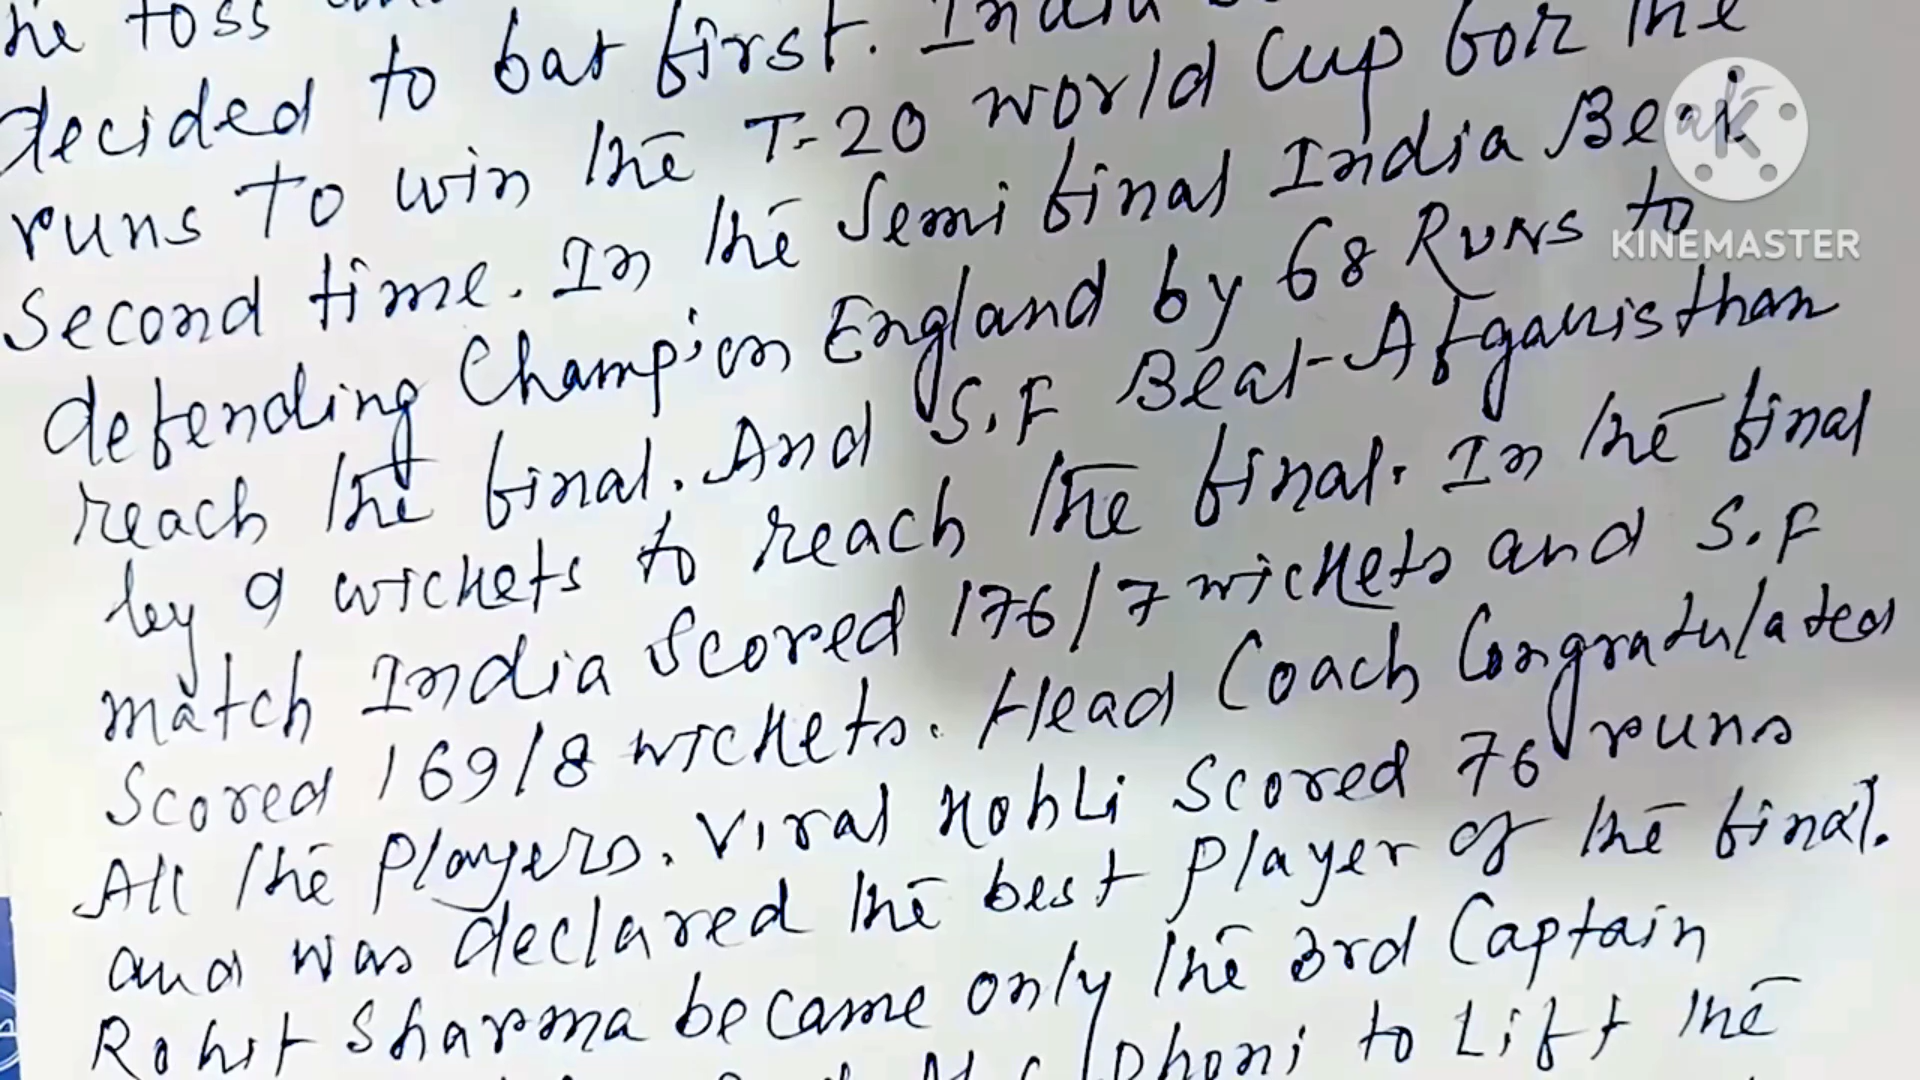 he toss
decided to bat first. India
runs to win the T-20 world Cup for the
Second time. In the Semi final India Beat
defending Champion England by 68 Runs to
reach the final. And S.F Beat Afganisthan
by 9 wickets to reach the final. In the final
match India Scored 176/7 wickets and S.F
Scored 169/8 wickets. Head Coach Congratulated
All the players. Viral Kohli Scored 76 runs
and was declared the best player of the final.
Rohit Sharma became only the 3rd Captain
Dhoni to Lift the
ak
KINEMASTER